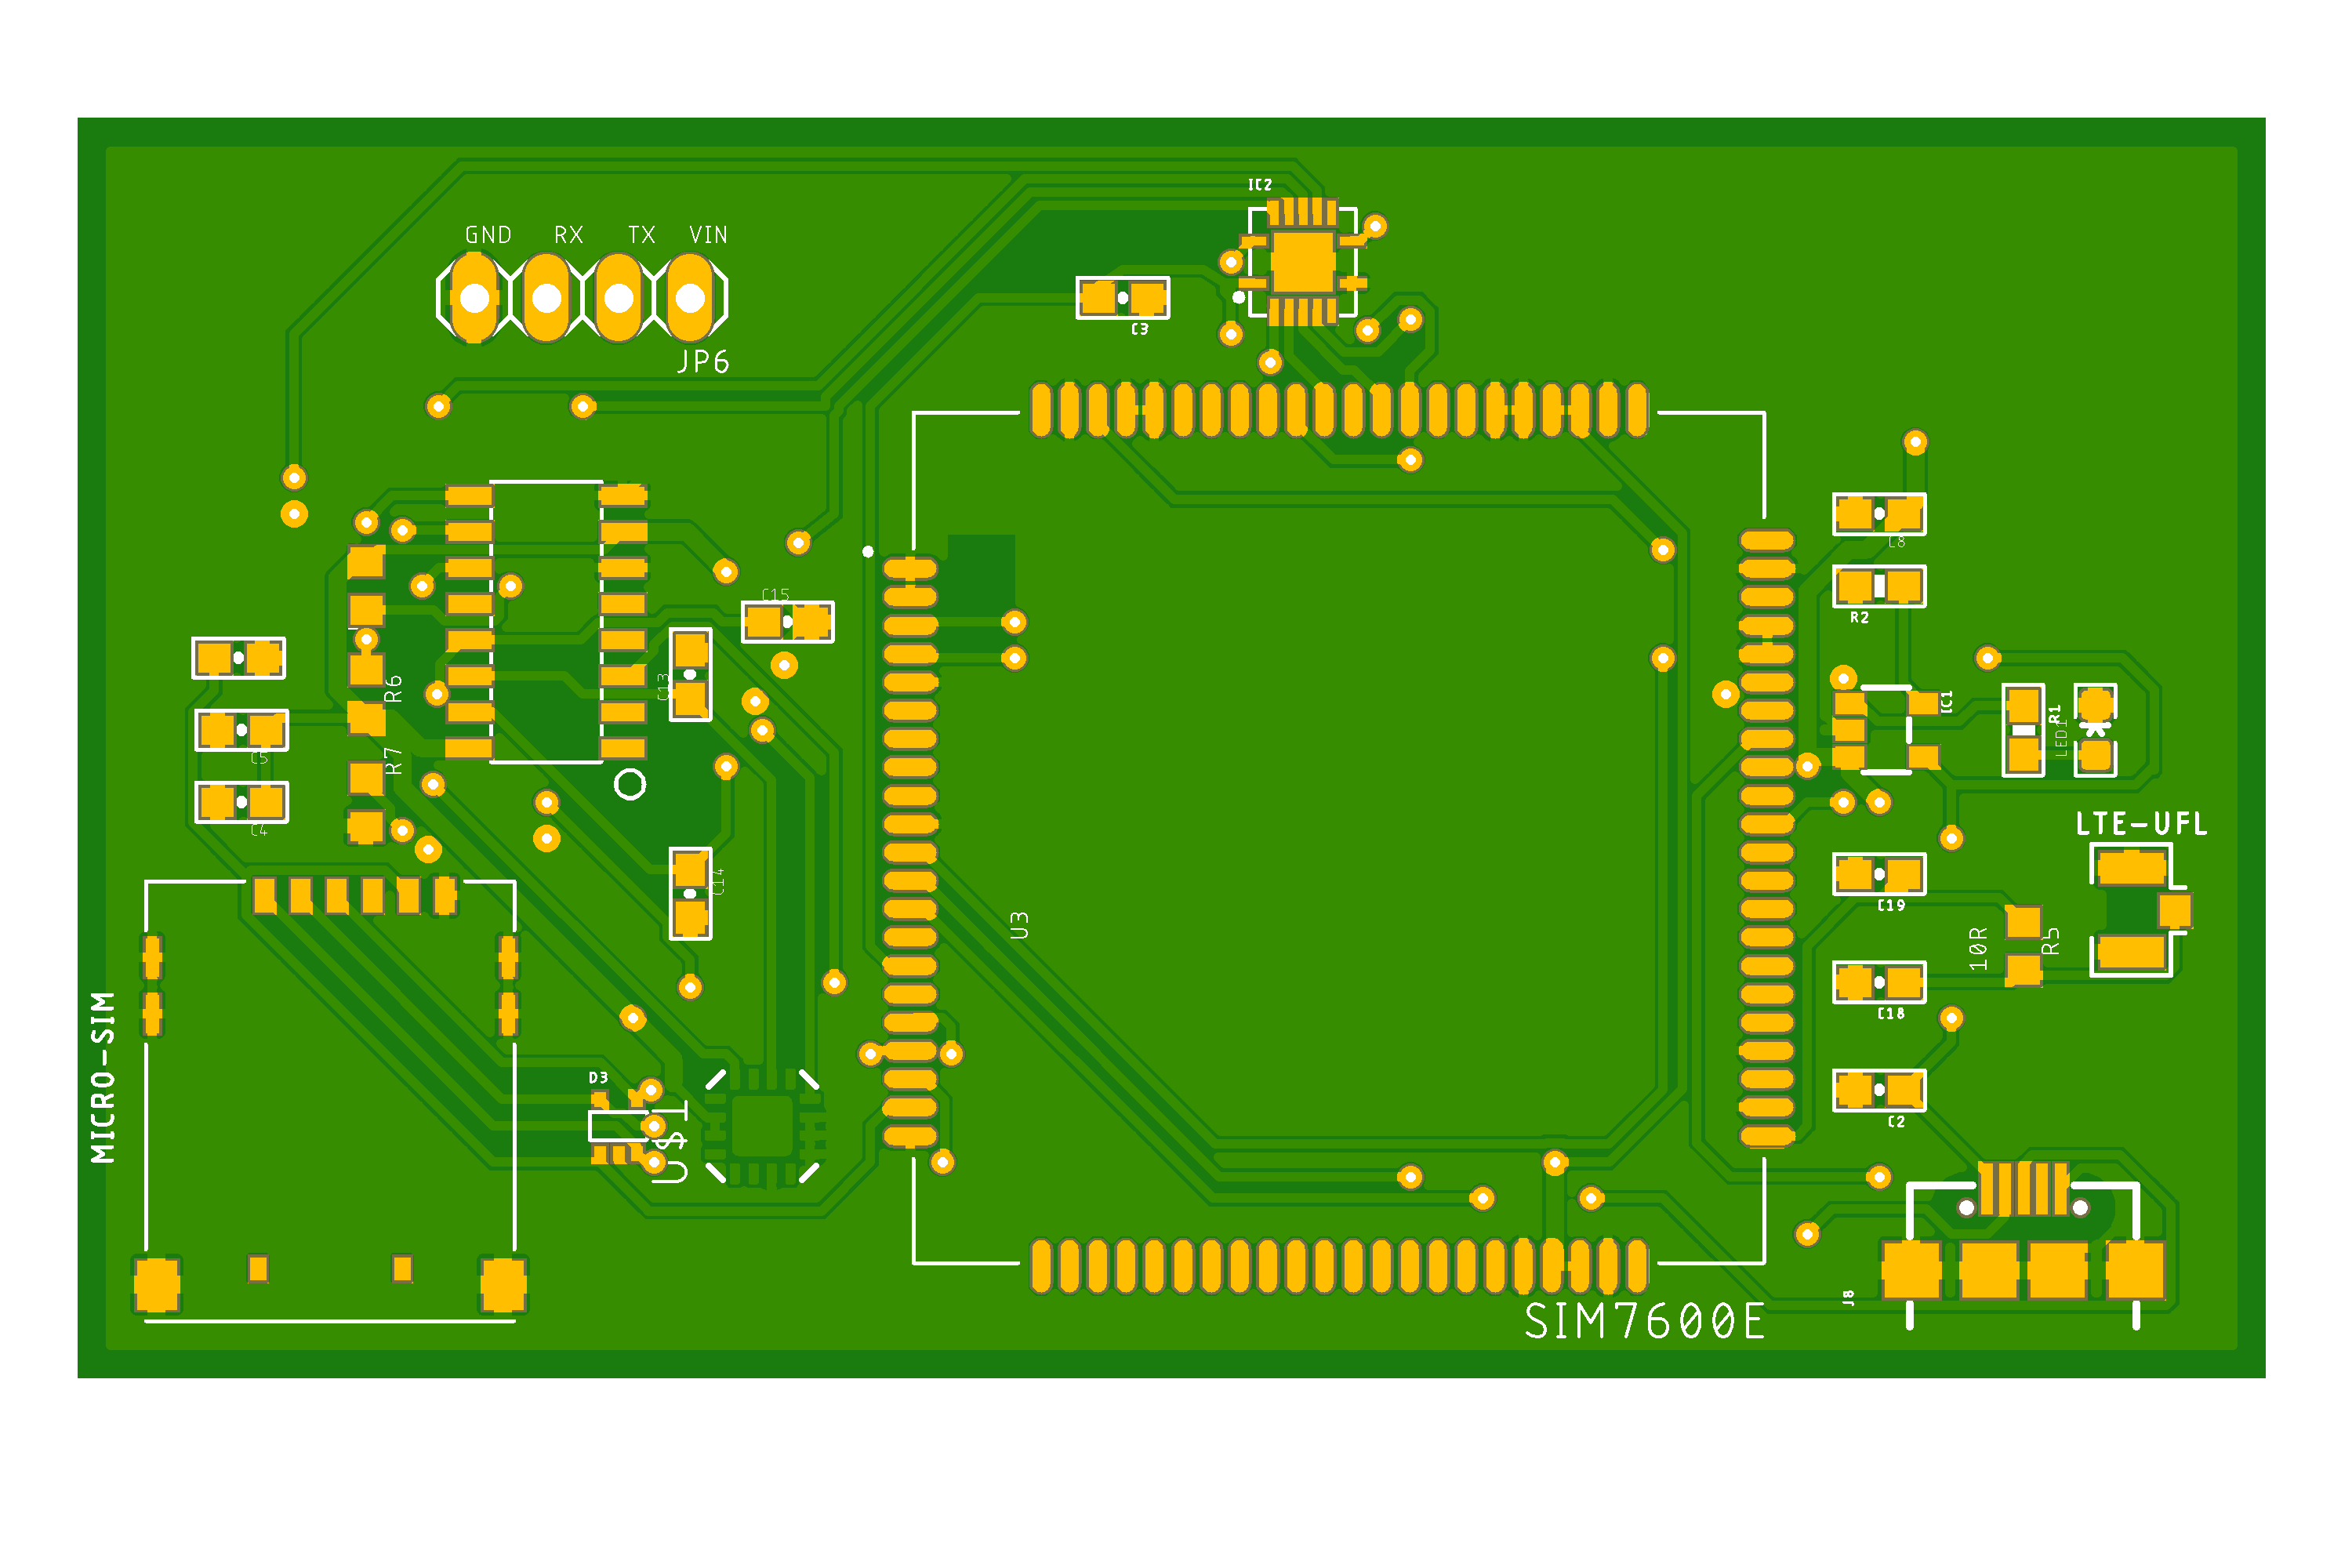 IC2
GND RX TX VIN
C3
JP6
C8
C15
R2
R6
C13
IC1
R1
LED1
C5
R7
C4
LTE-UFL
C14
C19
U3
10R
R5
C18
MICRO-SIM
D3
U$1
C2
J8
SIM7600E